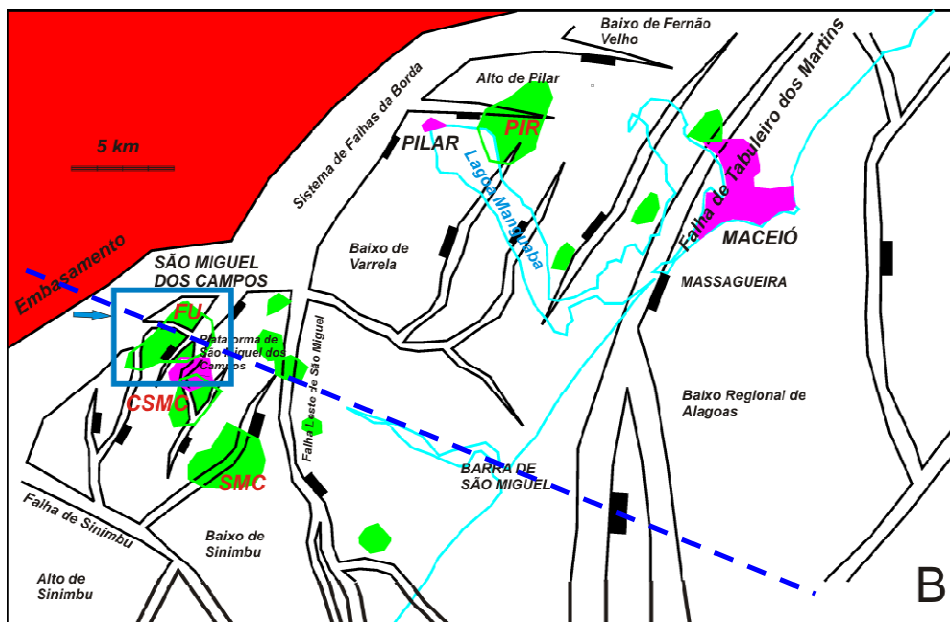 Baixo de Fernão
Velho
Alto de Pilar
5 km
Sistema de Falhas da Borda
PILAR
PIR
Lagoa Manguaba
Falha de Tabuleiro dos Martins
MACEIÓ
Embasamento
Baixo de
Varrela
SÃO MIGUEL
DOS CAMPOS
MASSAGUEIRA
FU
Plataforma de
São Miguel dos
Campos
CSMC
Falha Leste de São Miguel
Baixo Regional de
Alagoas
SMC
BARRA DE
SÃO MIGUEL
Falha de Sinimbu
Baixo de
Sinimbu
Alto de
Sinimbu
B